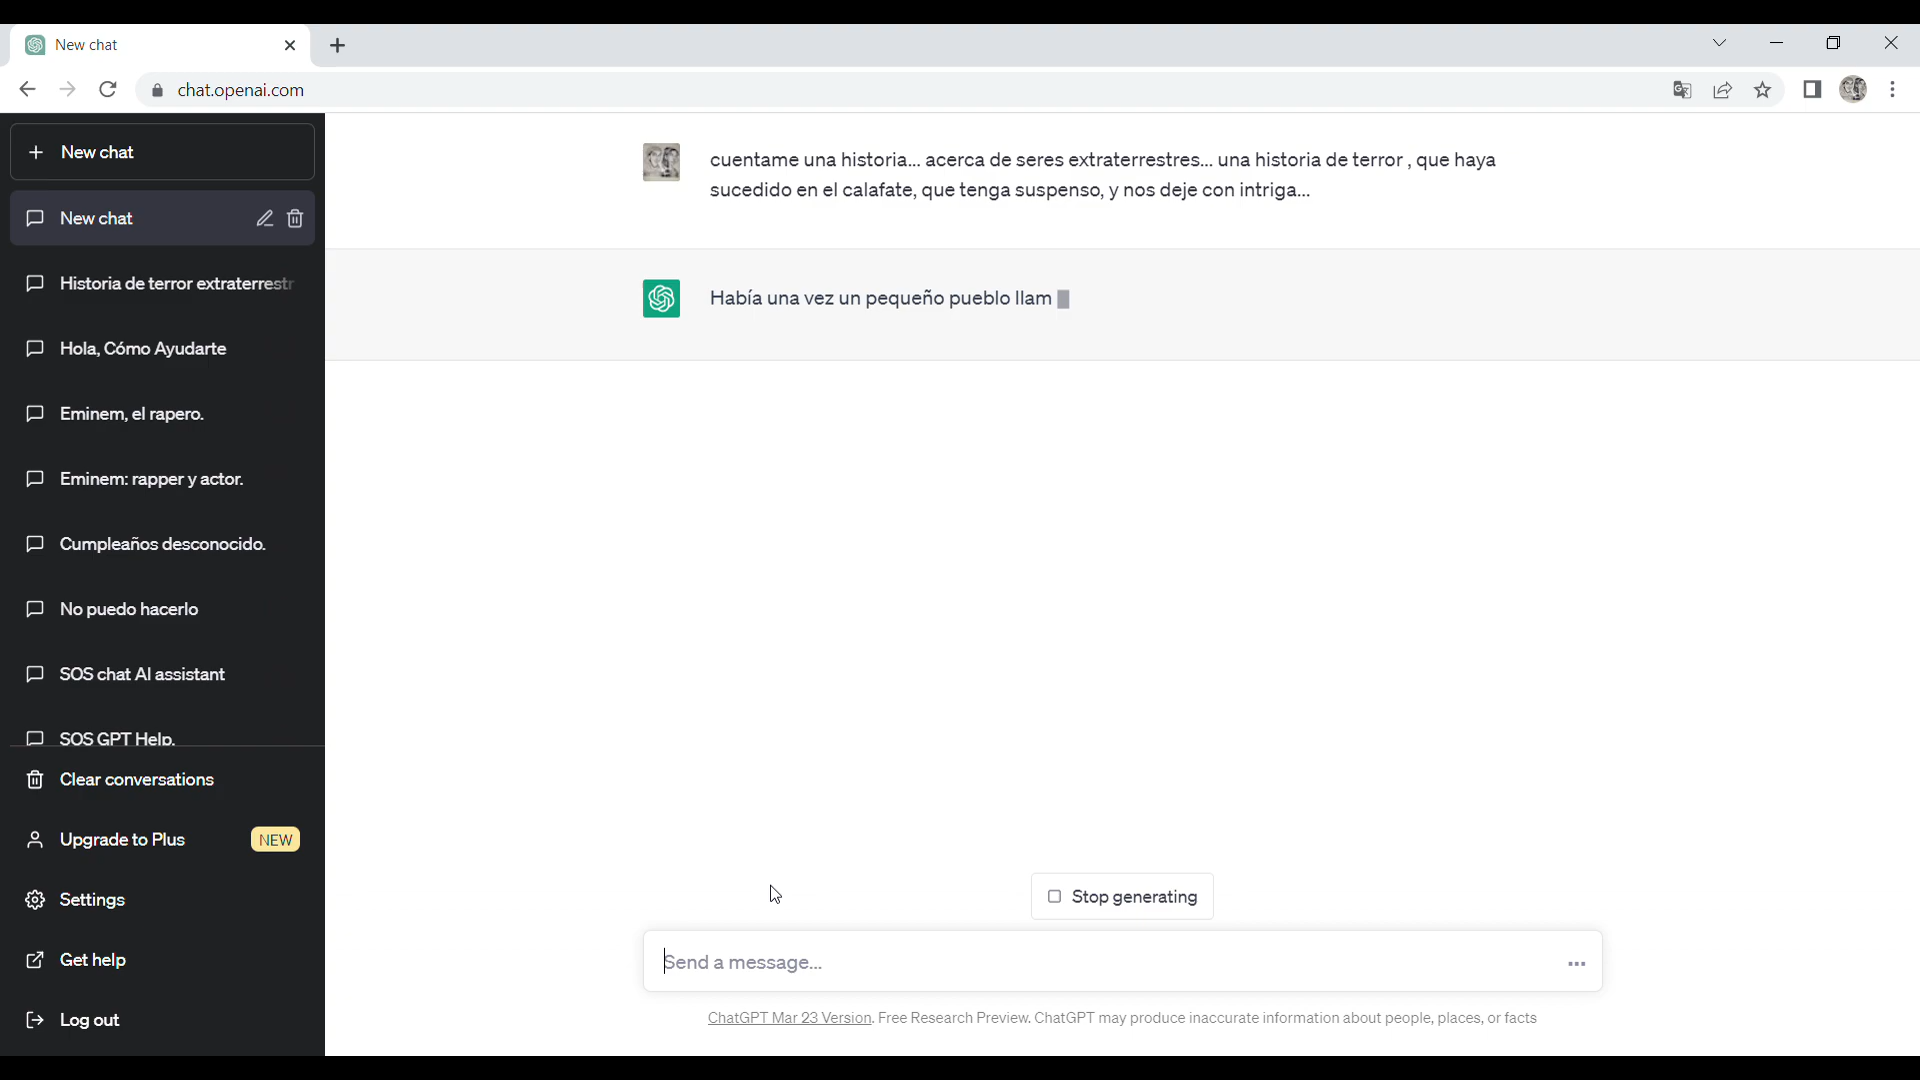 New chat
chat.openai.com
New chat
New chat
Historia de terror extraterrestr
Hola, Cómo Ayudarte
Eminem, el rapero.
Eminem: rapper y actor.
Cumpleaños desconocido.
No puedo hacerlo
SOS chat AI assistant
SOS GPT Help.
Clear conversations
Upgrade to Plus NEW
Settings
Get help
Log out
cuentame una historia... acerca de seres extraterrestres... una historia de terror , que haya
sucedido en el calafate, que tenga suspenso, y nos deje con intriga...
Había una vez un pequeño pueblo llam
Stop generating
Send a message...
ChatGPT Mar 23 Version. Free Research Preview. ChatGPT may produce inaccurate information about people, places, or facts